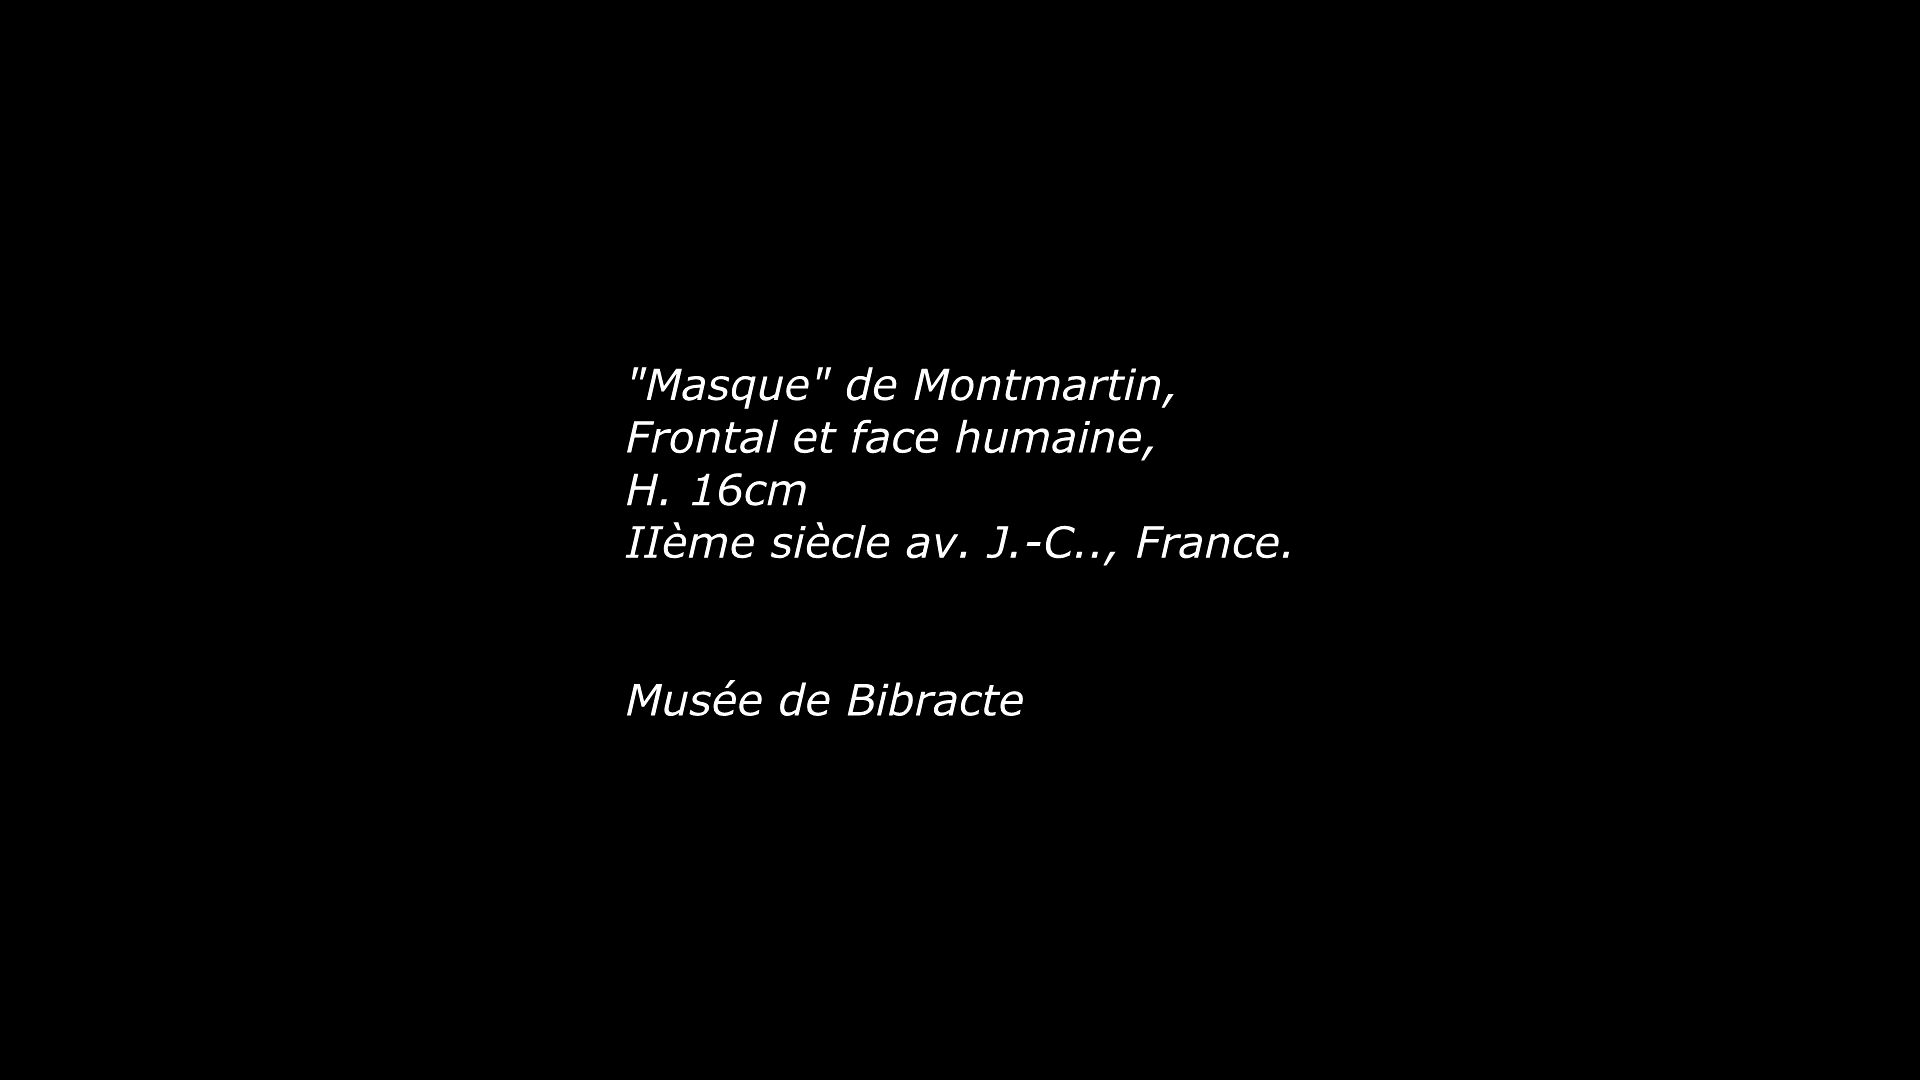 "Masque" de Montmartin,
Frontal et face humaine,
H. 16cm
IIème siècle av. J.-C.., France.
Musée de Bibracte